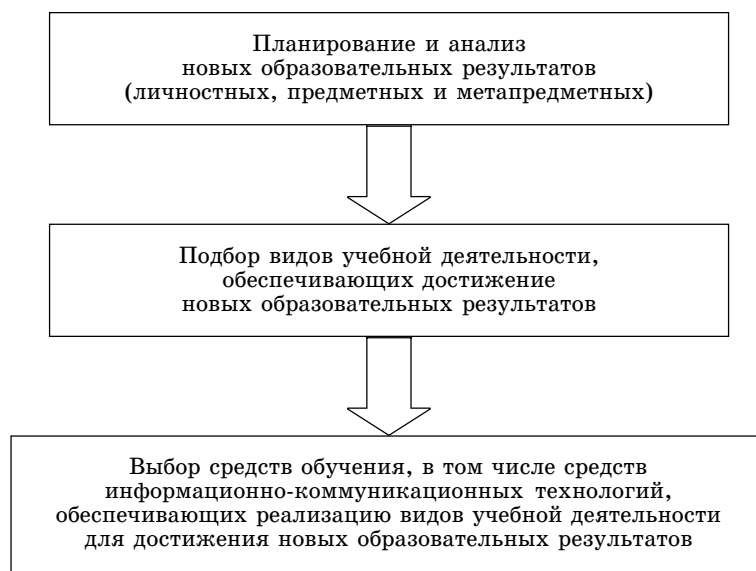 Планирование и анализ
новых образовательных результатов
(личностных, предметных и метапредметных)
Подбор видов учебной деятельности,
обеспечивающих достижение
новых образовательных результатов
Выбор средств обучения, в том числе средств
информационно-коммуникационных технологий,
обеспечивающих реализацию видов учебной деятельности
для достижения новых образовательных результатов